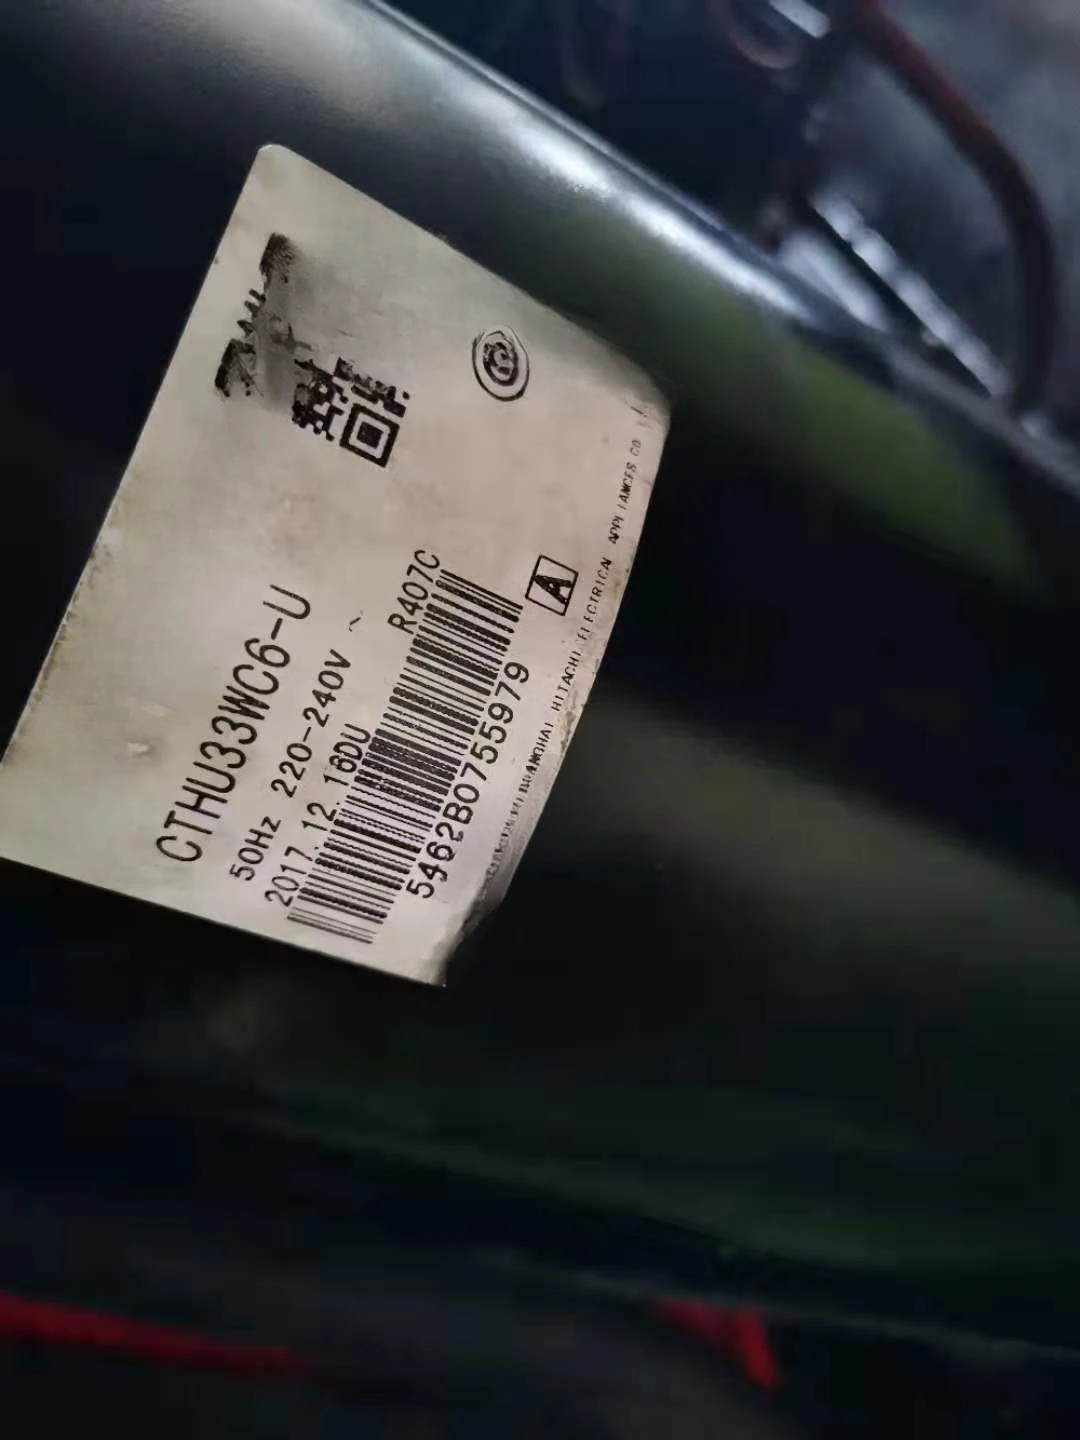 CTHU33WC6-U
50Hz 220-240V ~
2017.12.16DU R407C
5462B0755979
A
SHANGHAI HITACHI ELECTRICAL APPLIANCES CO